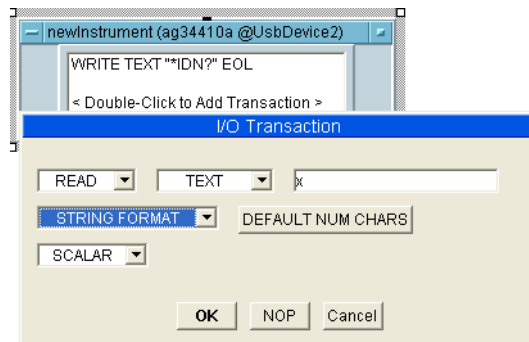 newInstrument (ag34410a @UsbDevice2)
WRITE TEXT "*IDN?" EOL
< Double-Click to Add Transaction >
I/O Transaction
READ TEXT x
STRING FORMAT DEFAULT NUM CHARS
SCALAR
OK NOP Cancel